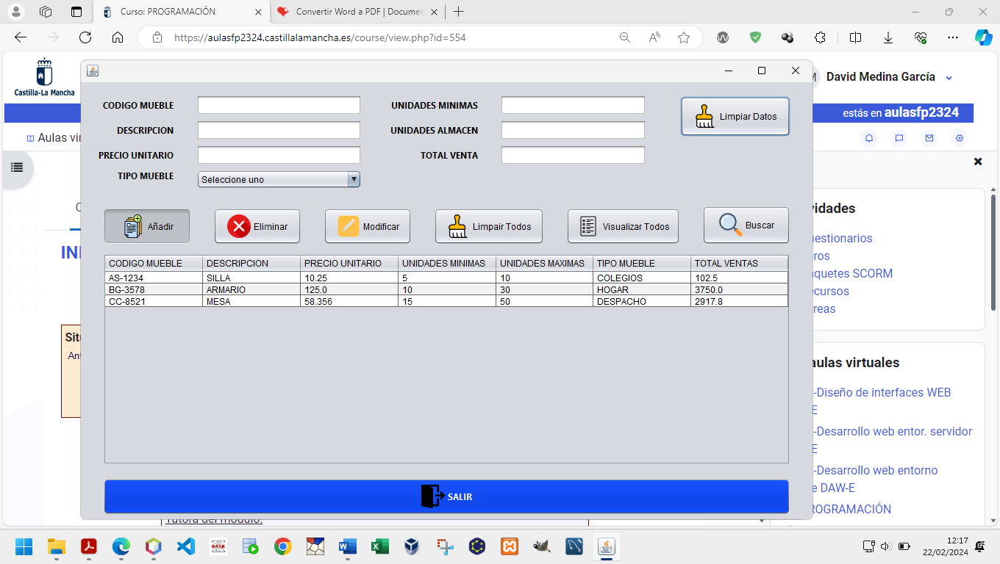 Curso: PROGRAMACIÓN
Convertir Word a PDF | Documen
https://aulasfp2324.castillalamancha.es/course/view.php?id=554
Castilla-La Mancha
M David Medina García
estás en aulasfp2324
Aulas vi
CODIGO MUEBLE
UNIDADES MINIMAS
Limpiar Datos
DESCRIPCION
UNIDADES ALMACEN
PRECIO UNITARIO
TOTAL VENTA
TIPO MUEBLE
Seleccione uno
Añadir
Eliminar
Modificar
Limpair Todos
Visualizar Todos
Buscar
CODIGO MUEBLE DESCRIPCION PRECIO UNITARIO UNIDADES MINIMAS UNIDADES MAXIMAS TIPO MUEBLE TOTAL VENTAS
AS-1234 SILLA 10.25 5 10 COLEGIOS 102.5
BG-3578 ARMARIO 125.0 10 30 HOGAR 3750.0
CC-8521 MESA 58.356 15 50 DESPACHO 2917.8
SALIR
C
INI
Situ
Ant
Tutora del módulo:
vidades
uestionarios
ros
aquetes SCORM
ecursos
reas
aulas virtuales
-Diseño de interfaces WEB
E
-Desarrollo web entor. servidor
E
-Desarrollo web entorno
e DAW-E
ROGRAMACIÓN
12:17
22/02/2024